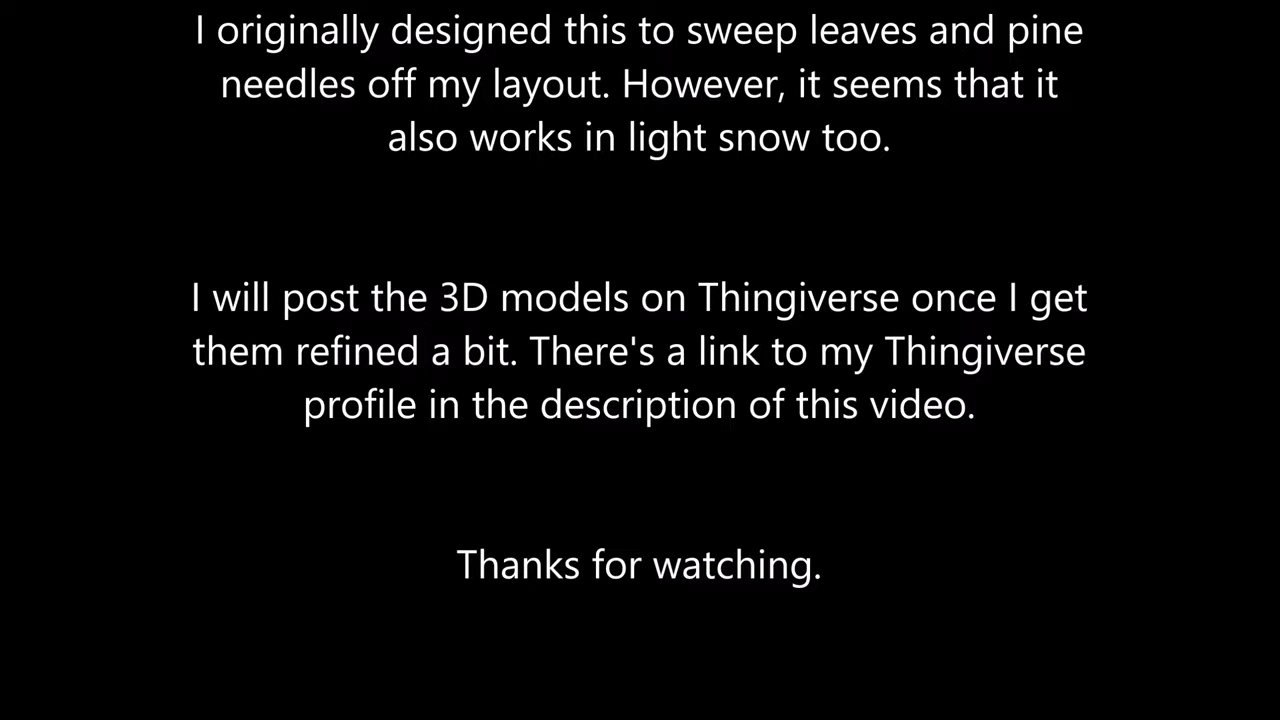 I originally designed this to sweep leaves and pine
needles off my layout. However, it seems that it
also works in light snow too.
I will post the 3D models on Thingiverse once I get
them refined a bit. There's a link to my Thingiverse
profile in the description of this video.
Thanks for watching.